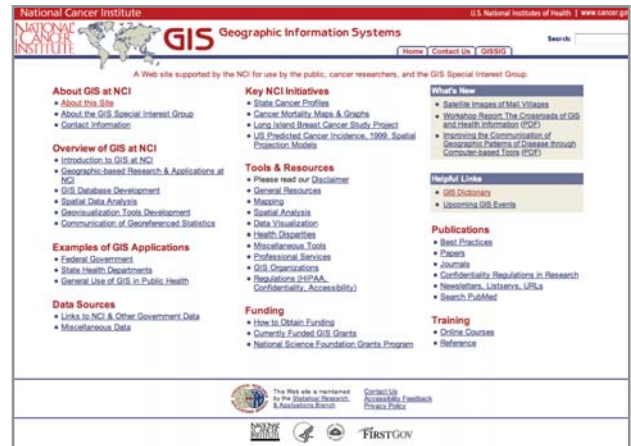 National Cancer Institute
U.S. National Institutes of Health | www.cancer.gov
NATIONAL
CANCER
INSTITUTE
GIS Geographic Information Systems
Search:
Home Contact Us GISSIG
A Web site supported by the NCI for use by the public, cancer researchers, and the GIS Special Interest Group.
About GIS at NCI
• About this Site
• About the GIS Special Interest Group
• Contact Information
Overview of GIS at NCI
• Introduction to GIS at NCI
• Geographic-based Research & Applications at
NCI
• GIS Database Development
• Spatial Data Analysis
• Geovisualization Tools Development
• Communication of Georeferenced Statistics
Examples of GIS Applications
• Federal Government
• State Health Departments
• General Use of GIS in Public Health
Data Sources
• Links to NCI & Other Government Data
• Miscellaneous Data
Key NCI Initiatives
• State Cancer Profiles
• Cancer Mortality Maps & Graphs
• Long Island Breast Cancer Study Project
• US Predicted Cancer Incidence, 1999: Spatial
Projection Models
Tools & Resources
• Please read our Disclaimer
• General Resources
• Mapping
• Spatial Analysis
• Data Visualization
• Health Disparities
• Miscellaneous Tools
• Professional Services
• GIS Organizations
• Regulations (HIPAA,
Confidentiality, Accessibility)
Funding
• How to Obtain Funding
• Currently Funded GIS Grants
• National Science Foundation Grants Program
What's New
• Satellite Images of Mali Villages
• Workshop Report: The Crossroads of GIS
and Health Information (PDF)
• Improving the Communication of
Geographic Patterns of Disease through
Computer-based Tools (PDF)
Helpful Links
• GIS Dictionary
• Upcoming GIS Events
Publications
• Best Practices
• Papers
• Journals
• Confidentiality Regulations in Research
• Newsletters, Listservs, URLs
• Search PubMed
Training
• Online Courses
• Reference
This Web site is maintained
by the Statistical Research
& Applications Branch
Contact Us
Accessibility Feedback
Privacy Policy
NATIONAL
CANCER
INSTITUTE
FIRSTGOV